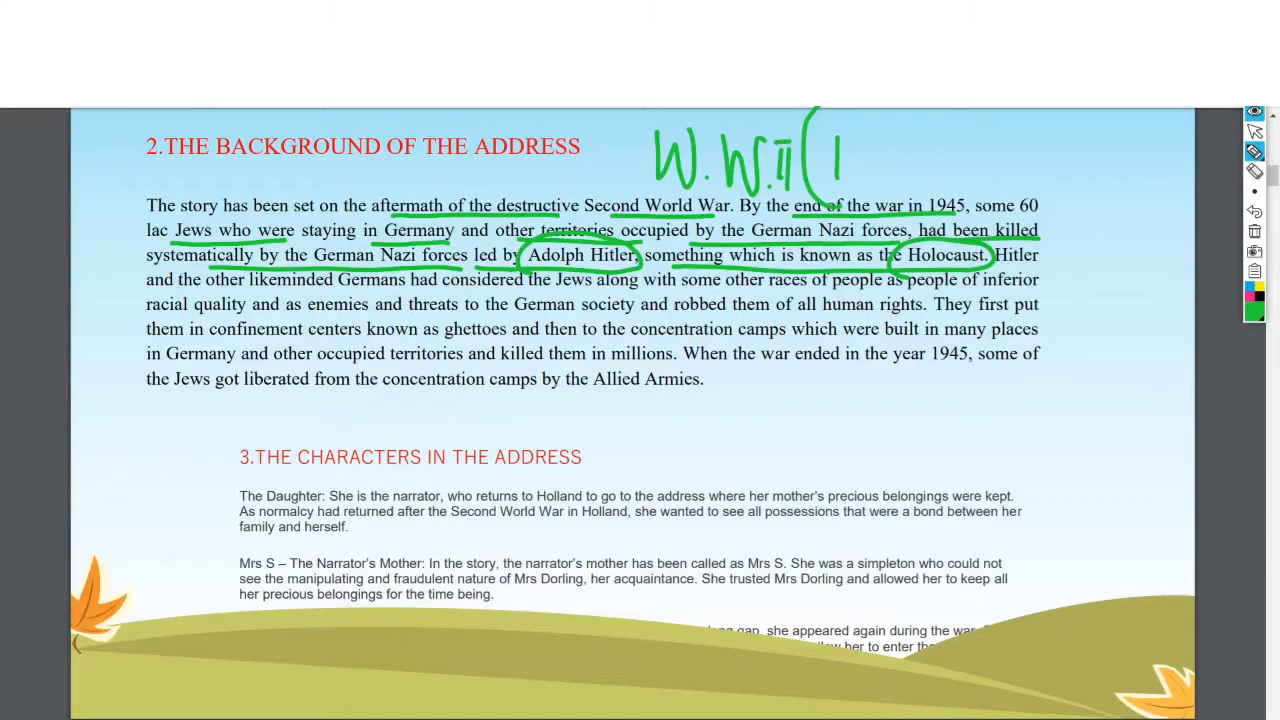 2.THE BACKGROUND OF THE ADDRESS
W. W. II ( 1
The story has been set on the aftermath of the destructive Second World War. By the end of the war in 1945, some 60
lac Jews who were staying in Germany and other territories occupied by the German Nazi forces, had been killed
systematically by the German Nazi forces led by Adolph Hitler, something which is known as the Holocaust. Hitler
and the other likeminded Germans had considered the Jews along with some other races of people as people of inferior
racial quality and as enemies and threats to the German society and robbed them of all human rights. They first put
them in confinement centers known as ghettoes and then to the concentration camps which were built in many places
in Germany and other occupied territories and killed them in millions. When the war ended in the year 1945, some of
the Jews got liberated from the concentration camps by the Allied Armies.
3.THE CHARACTERS IN THE ADDRESS
The Daughter: She is the narrator, who returns to Holland to go to the address where her mother's precious belongings were kept.
As normalcy had returned after the Second World War in Holland, she wanted to see all possessions that were a bond between her
family and herself.
Mrs S – The Narrator's Mother: In the story, the narrator's mother has been called as Mrs S. She was a simpleton who could not
see the manipulating and fraudulent nature of Mrs Dorling, her acquaintance. She trusted Mrs Dorling and allowed her to keep all
her precious belongings for the time being.
gap, she appeared again during the war.
her to enter